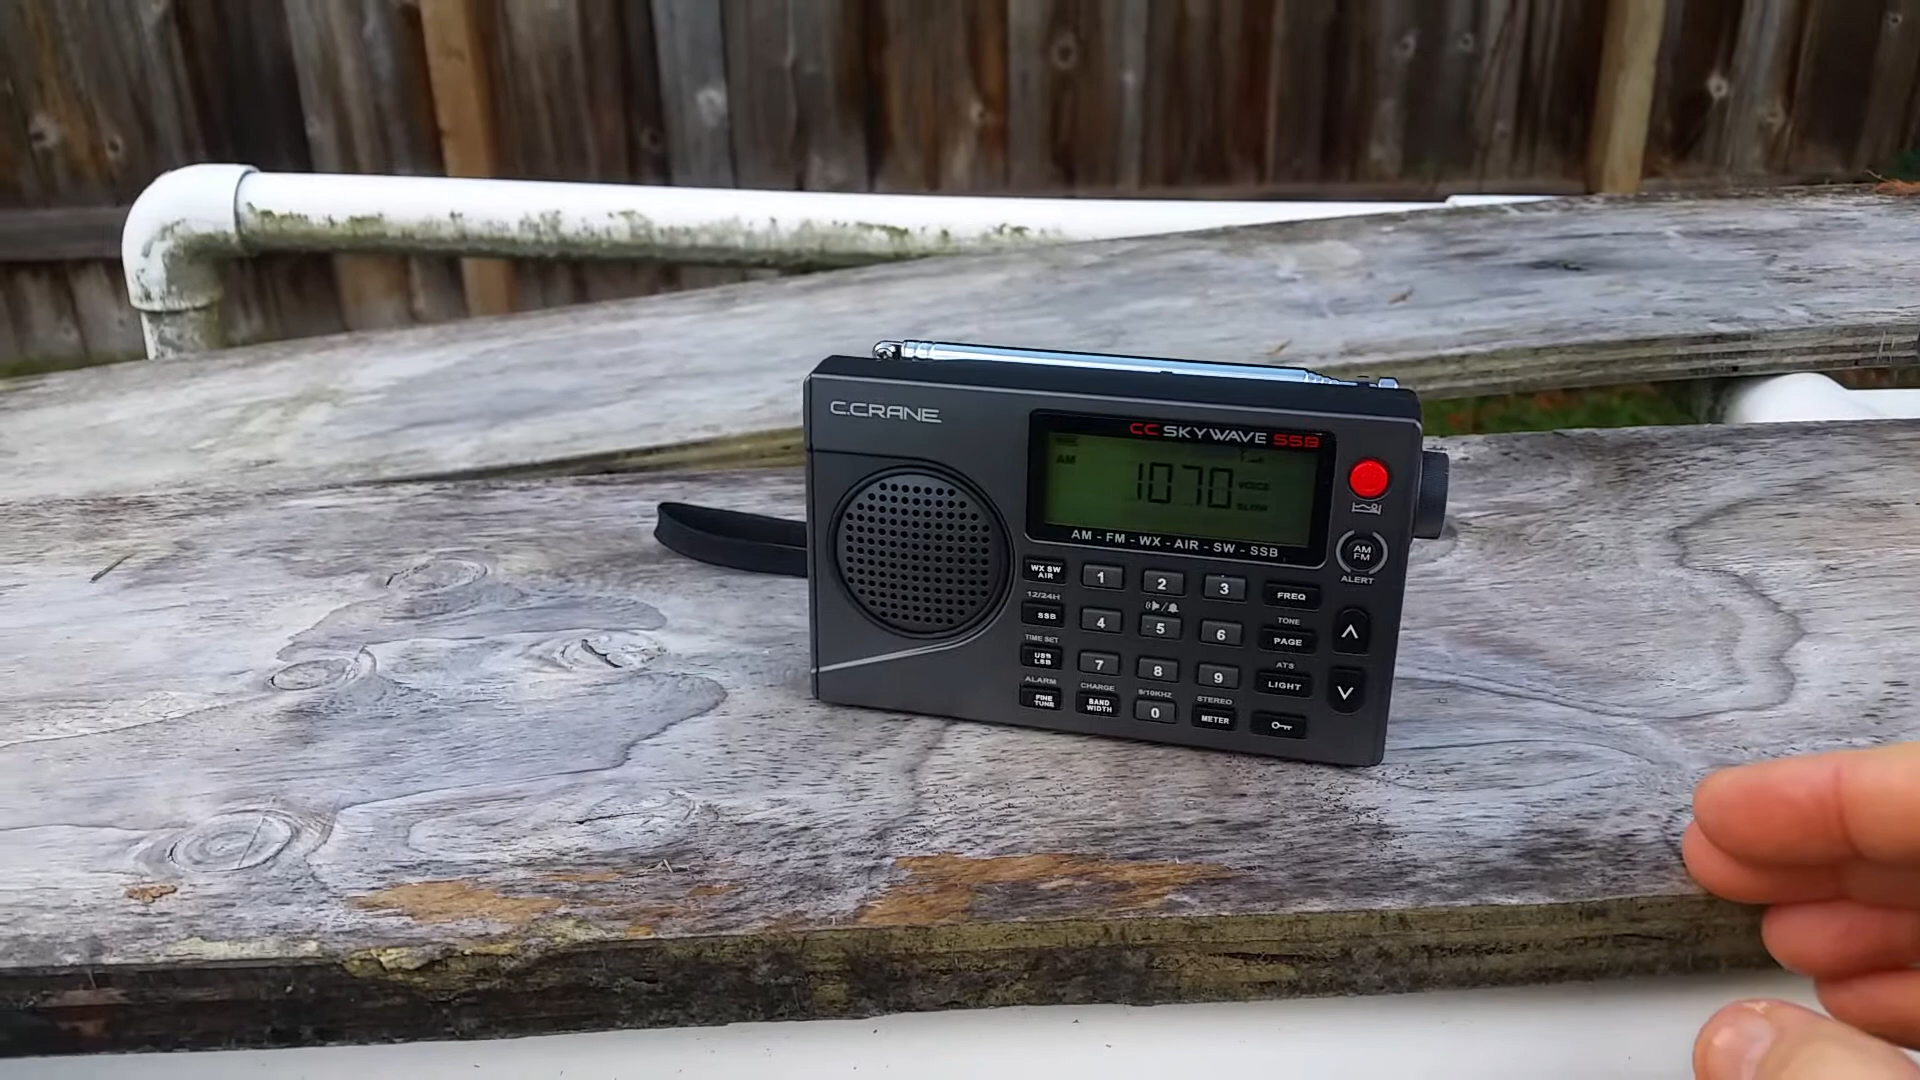 C.CRANE
CC SKYWAVE SSB
AM
1070 VOICE
SLOW
AM - FM - WX - AIR - SW - SSB
AM
FM
ALERT
WX SW
AIR
1
2
3
FREQ
12/24H
TONE
SSB
4
5
6
PAGE
TIME SET
ATS
USB
LSB
7
8
9
LIGHT
ALARM
CHARGE
9/10KHZ
STEREO
FINE
TUNE
BAND
WIDTH
0
METER